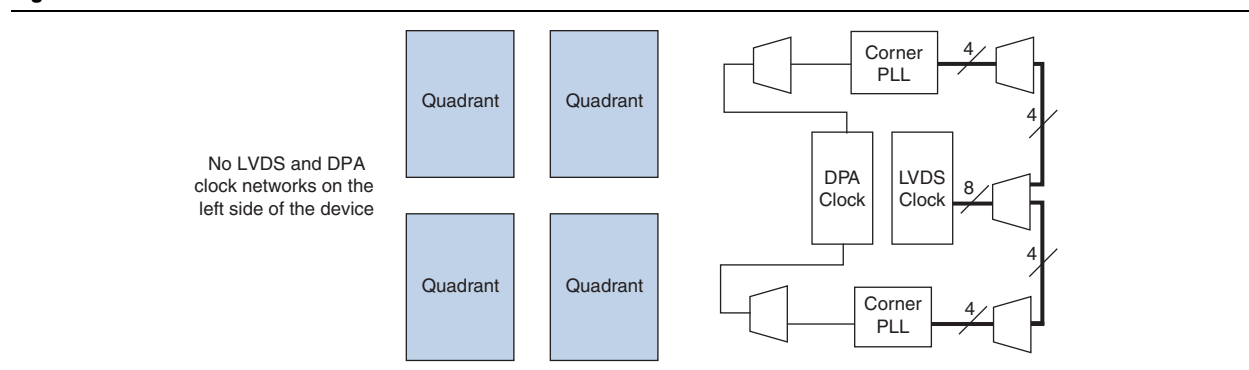 Quadrant
Quadrant
Corner
PLL
4
4
No LVDS and DPA
clock networks on the
left side of the device
DPA
Clock
LVDS
Clock
8
4
Quadrant
Quadrant
Corner
PLL
4